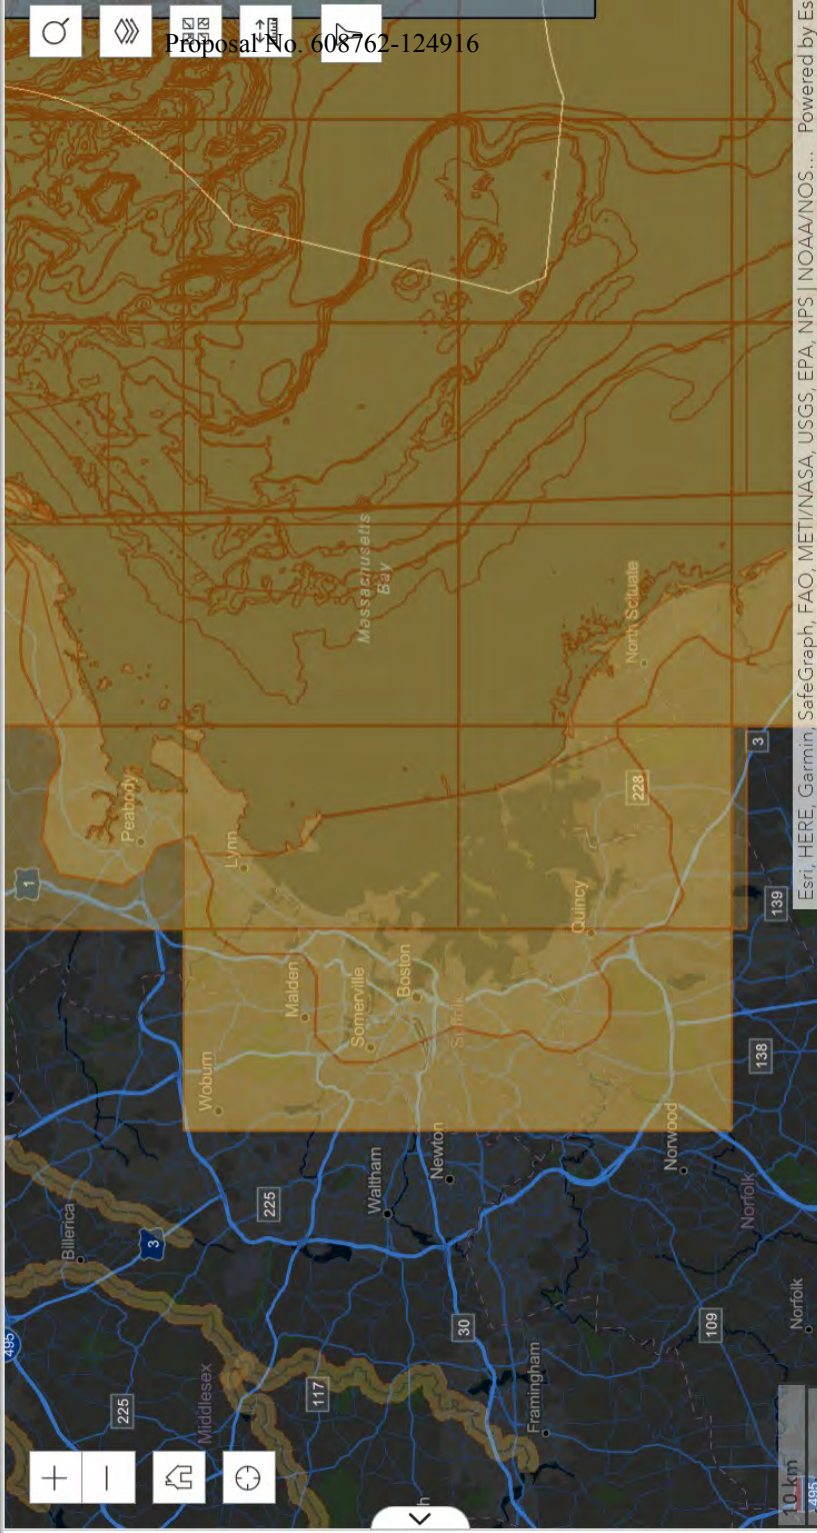 Proposal No. 608762-124916
495
Billerica
3
225
225
Middlesex
117
Woburn
Malden
Somerville
Boston
Suffolk
Waltham
Newton
30
Framingham
Norwood
Norfolk
109
Norfolk
138
139
1
Peabody
Lynn
Quincy
228
3
North Scituate
Massachusetts
Bay
h
10 km
495
Esri, HERE, Garmin, SafeGraph, FAO, METI/NASA, USGS, EPA, NPS | NOAA/NOS... Powered by Es